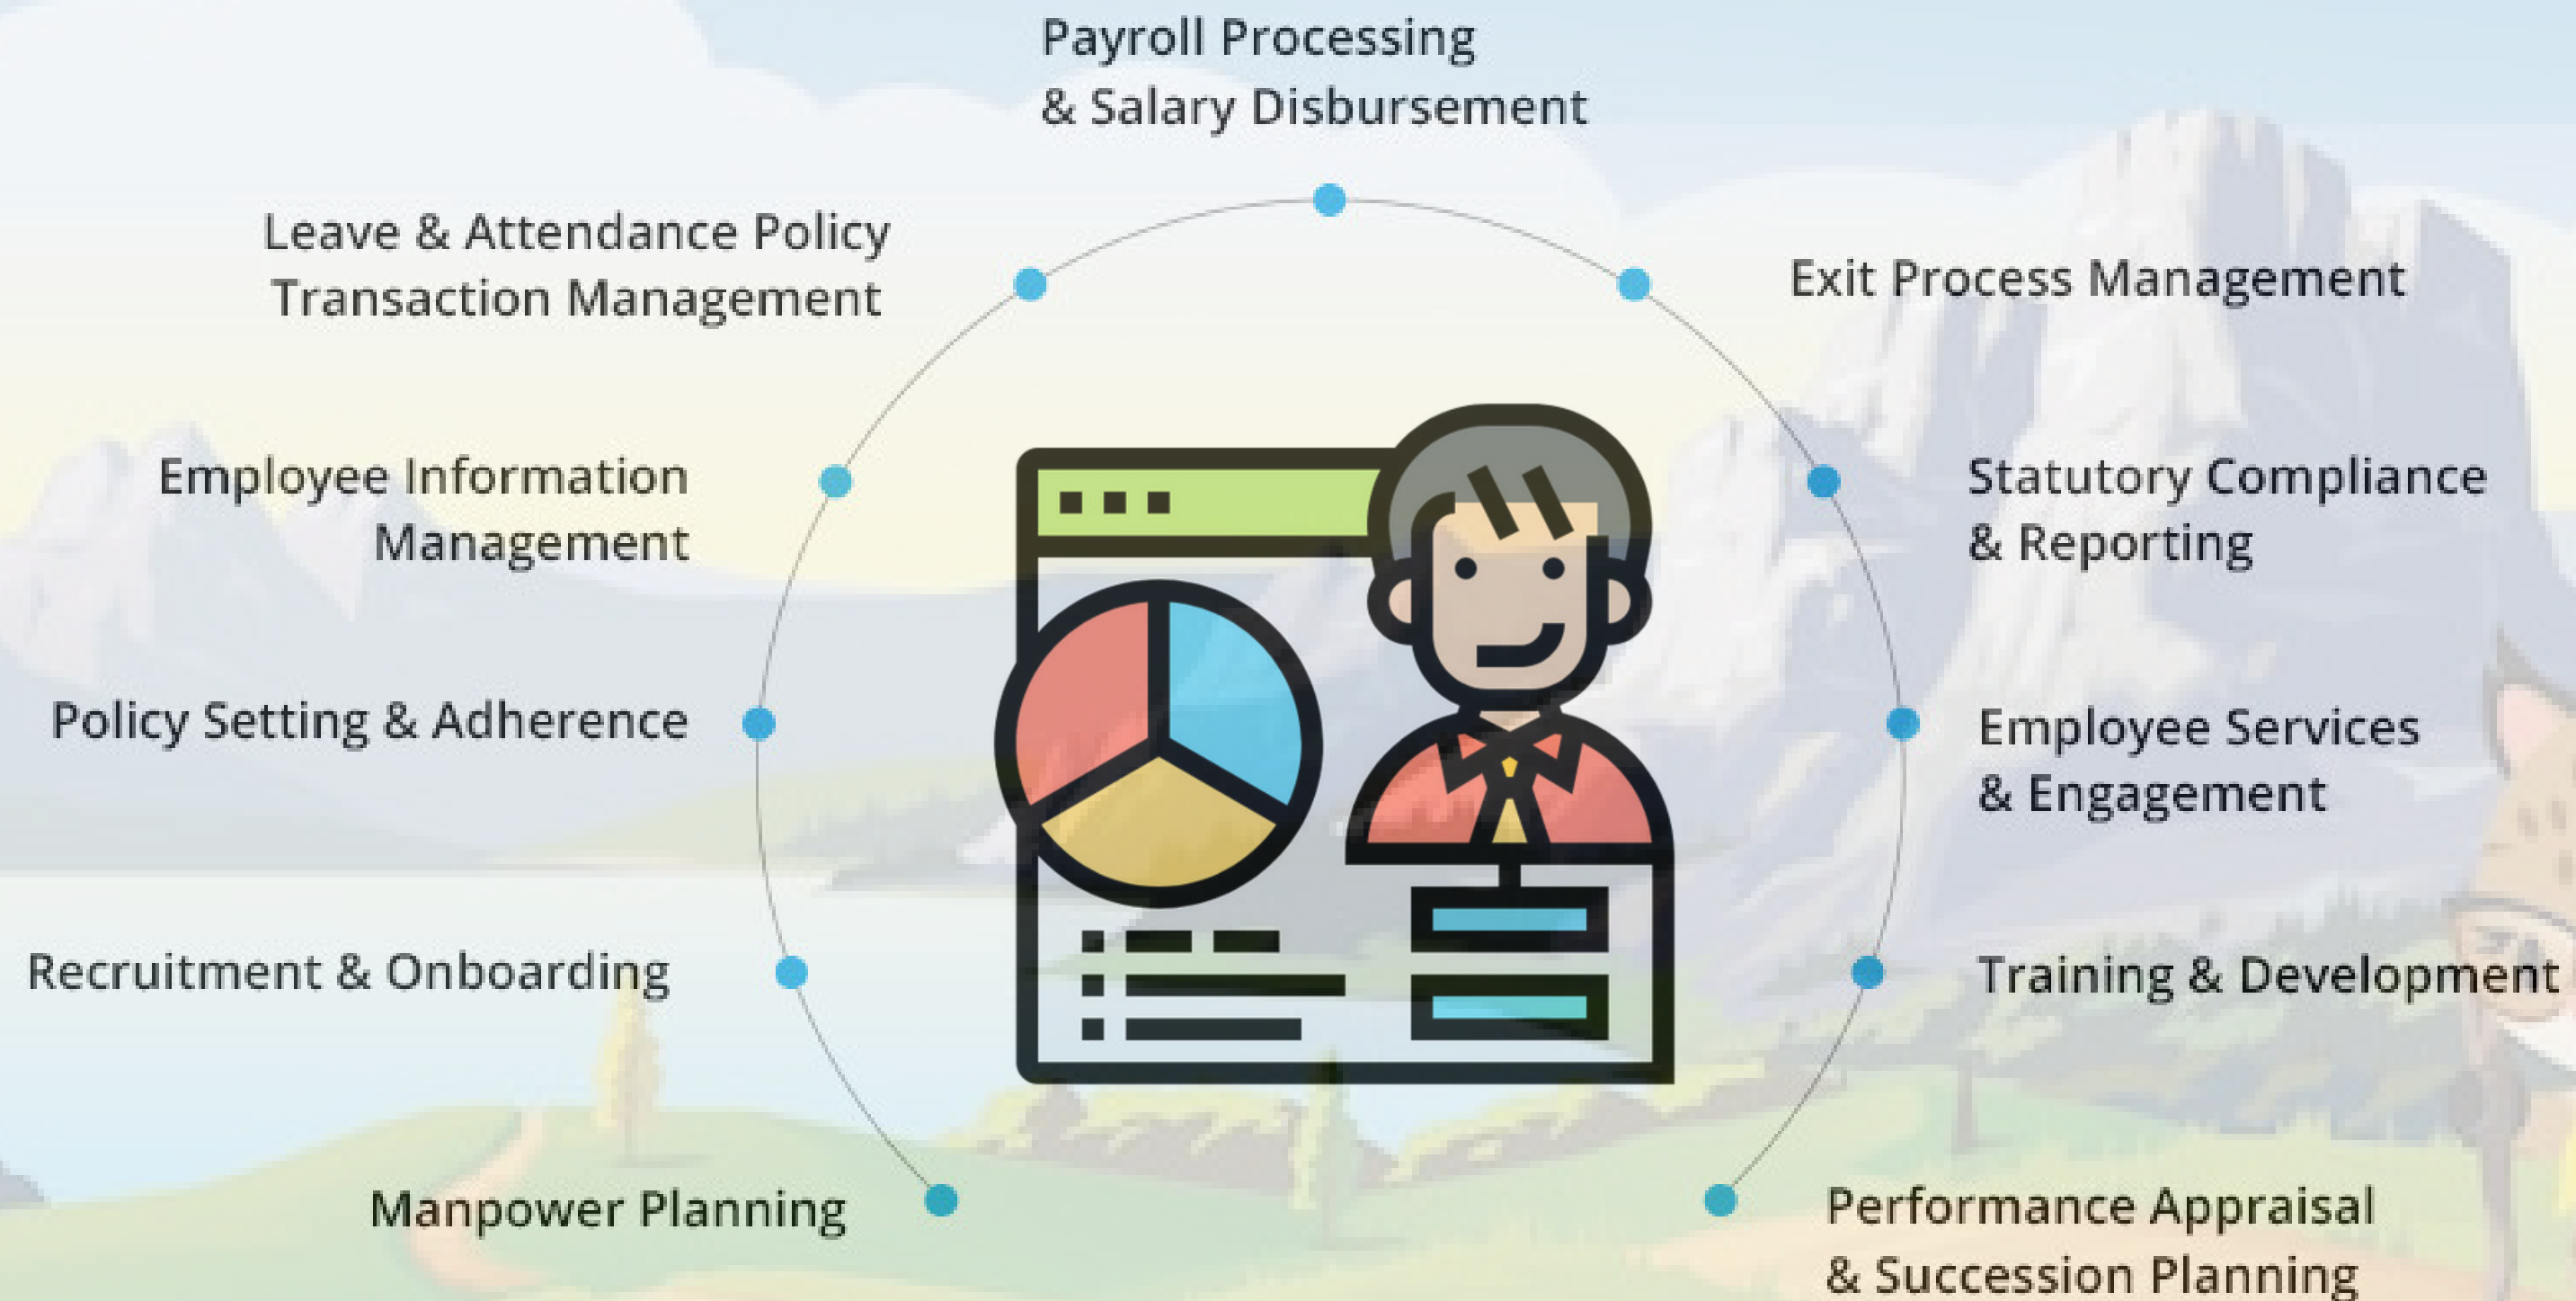 Payroll Processing
& Salary Disbursement
Leave & Attendance Policy
Transaction Management
Exit Process Management
Employee Information
Management
Statutory Compliance
& Reporting
Policy Setting & Adherence
Employee Services
& Engagement
Recruitment & Onboarding
Training & Development
Manpower Planning
Performance Appraisal
& Succession Planning